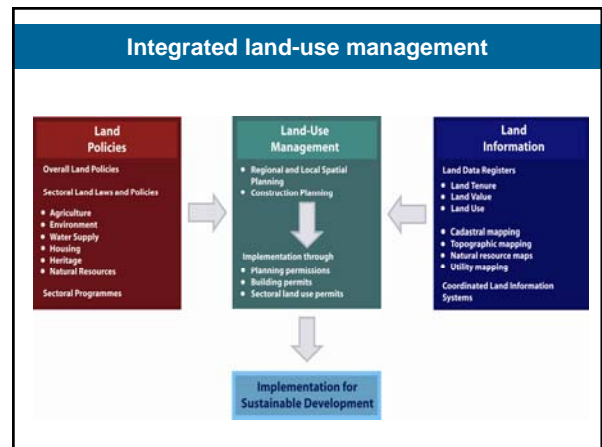 Integrated land-use management
Land
Policies
Overall Land Policies
Sectoral Land Laws and Policies
• Agriculture
• Environment
• Water Supply
• Housing
• Heritage
• Natural Resources
Sectoral Programmes
Land-Use
Management
• Regional and Local Spatial
Planning
• Construction Planning
Implementation through
• Planning permissions
• Building permits
• Sectoral land use permits
Land
Information
Land Data Registers
• Land Tenure
• Land Value
• Land Use
• Cadastral mapping
• Topographic mapping
• Natural resource maps
• Utility mapping
Coordinated Land Information
Systems
Implementation for
Sustainable Development